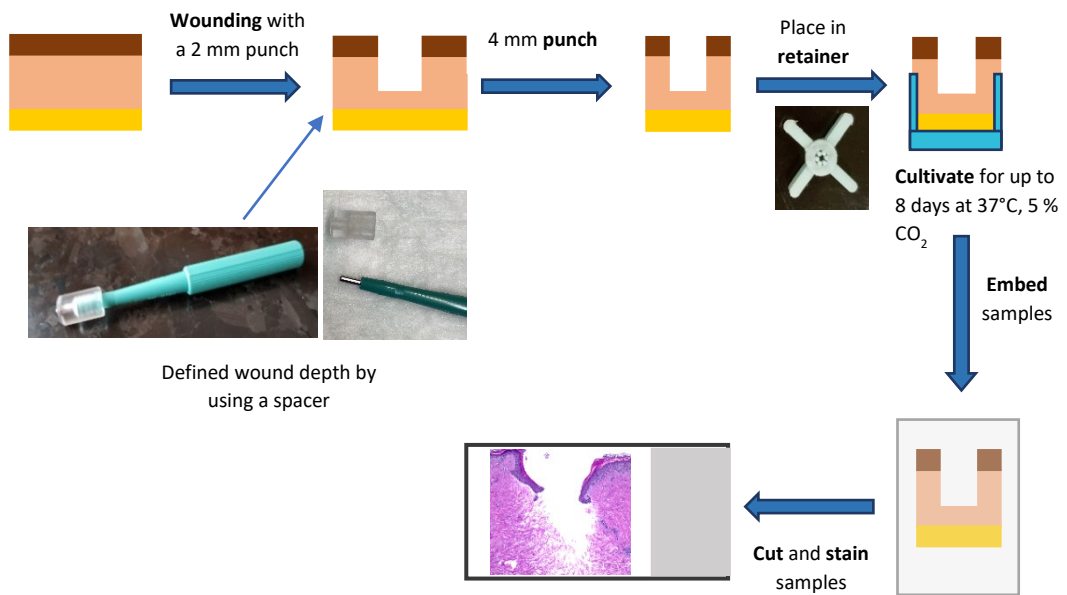 Wounding with
a 2 mm punch
4 mm punch
Place in
retainer
Cultivate for up to
8 days at 37°C, 5 %
CO₂
Defined wound depth by
using a spacer
Embed
samples
Cut and stain
samples